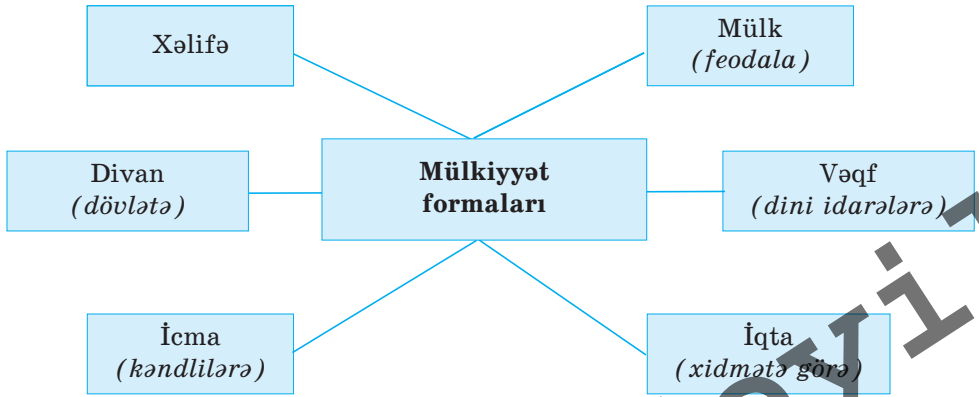 Xəlifə
Mülk
(feodala)
Divan
(dövlətə)
Mülkiyyət
formaları
Vəqf
(dini idarələrə)
İcma
(kəndlilərə)
İqta
(xidmətə görə)